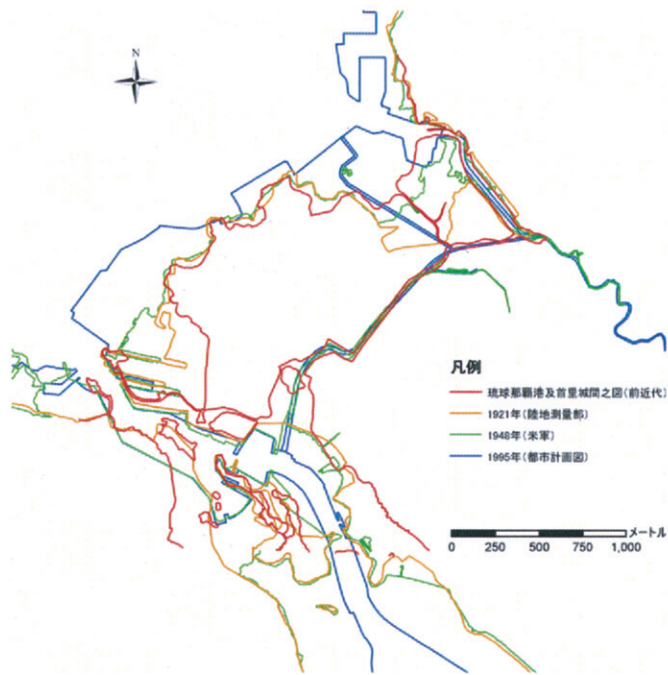 N
凡例
琉球那覇港及首里城間之図(前近代)
1921年(陸地測量部)
1948年(米軍)
1995年(都市計画図)
メートル
0 250 500 750 1,000